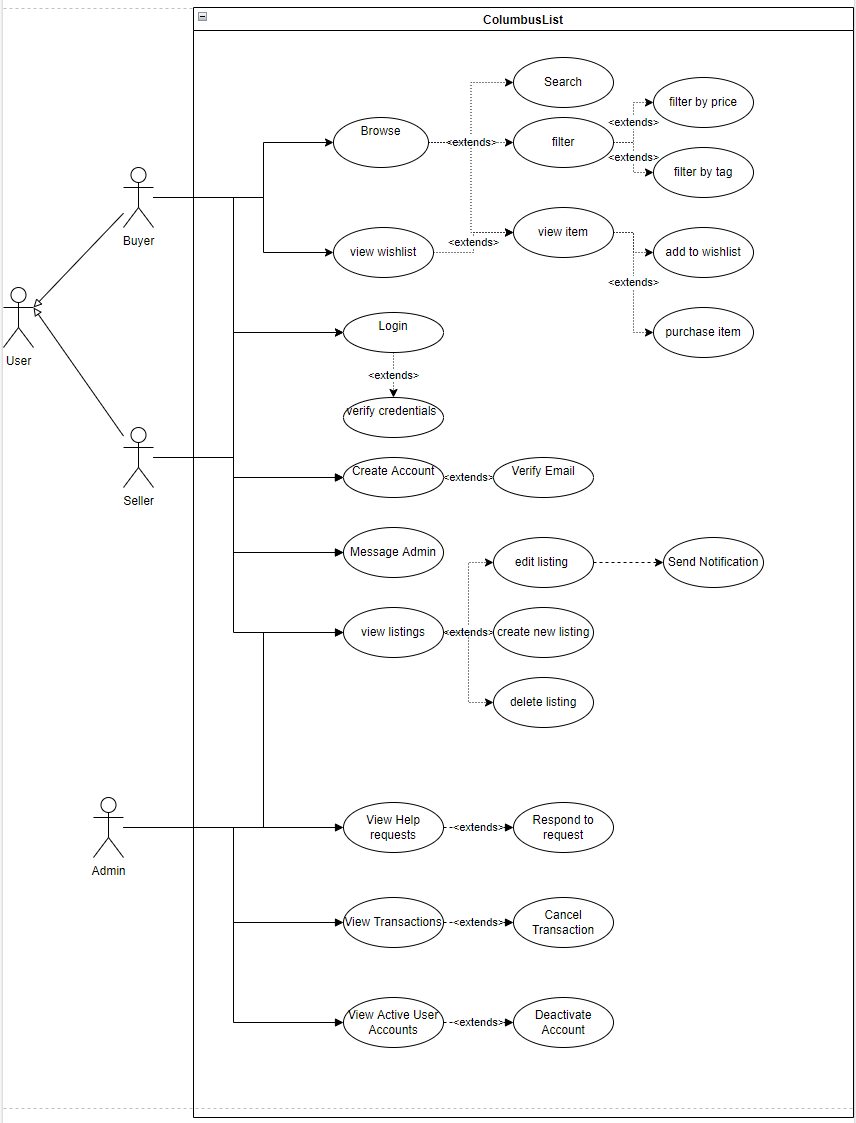 ColumbusList
Search
filter by price
Browse
<extends>
filter
<extends>
<extends>
filter by tag
Buyer
view wishlist
<extends>
view item
add to wishlist
<extends>
User
Login
purchase item
<extends>
verify credentials
Seller
Create Account
<extends>
Verify Email
Message Admin
edit listing
Send Notification
view listings
<extends>
create new listing
delete listing
Admin
View Help
requests
<extends>
Respond to
request
View Transactions
<extends>
Cancel
Transaction
View Active User
Accounts
<extends>
Deactivate
Account